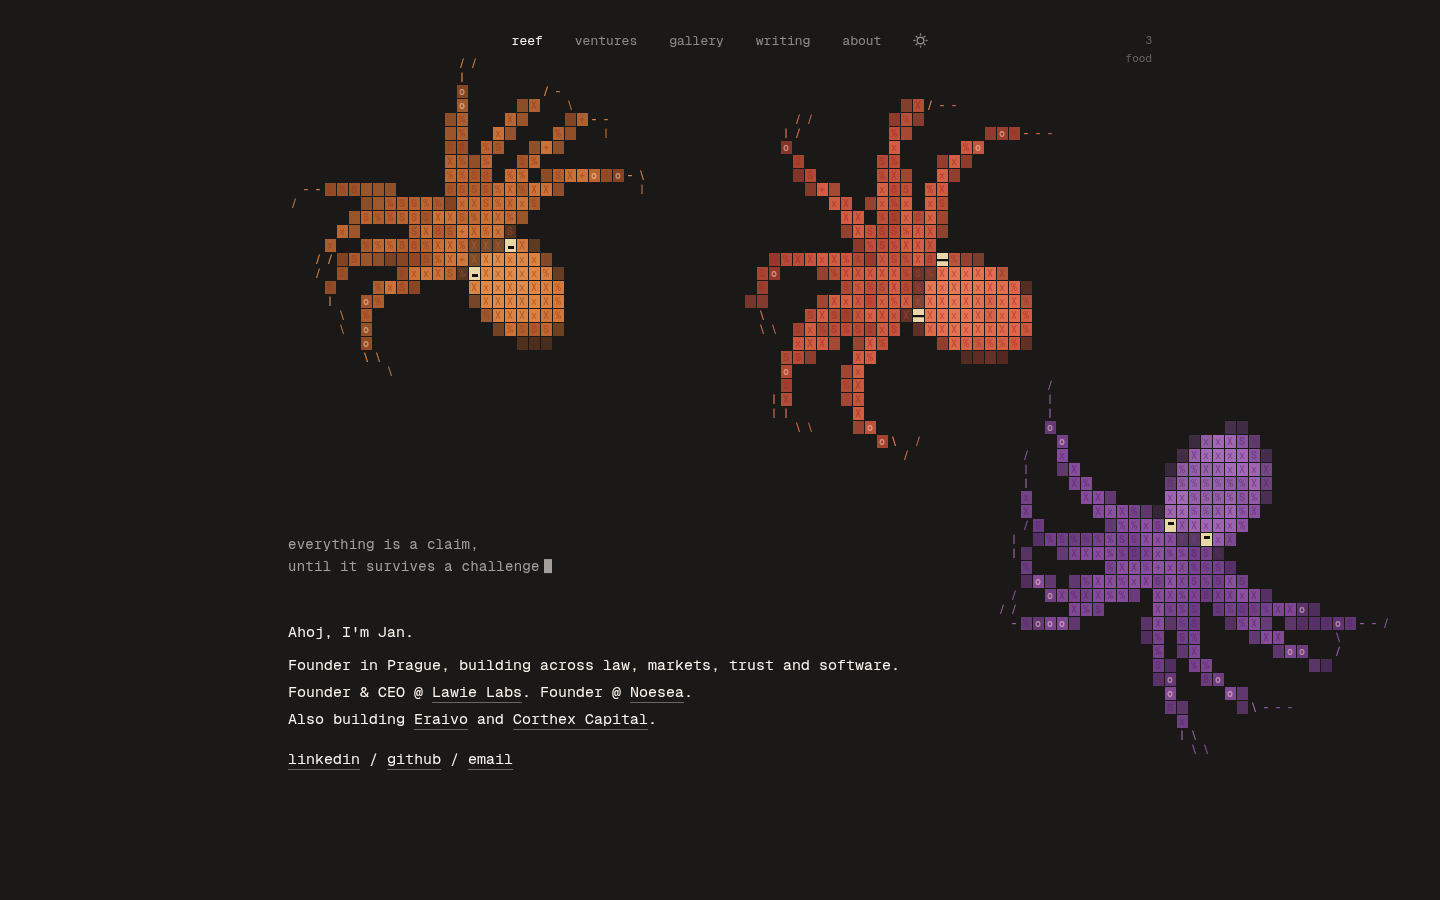 reef ventures gallery writing about
3
food
everything is a claim,
until it survives a challenge
Ahoj, I'm Jan.
Founder in Prague, building across law, markets, trust and software.
Founder & CEO @ Lawie Labs. Founder @ Noesea.
Also building Eraivo and Corthex Capital.
linkedin / github / email